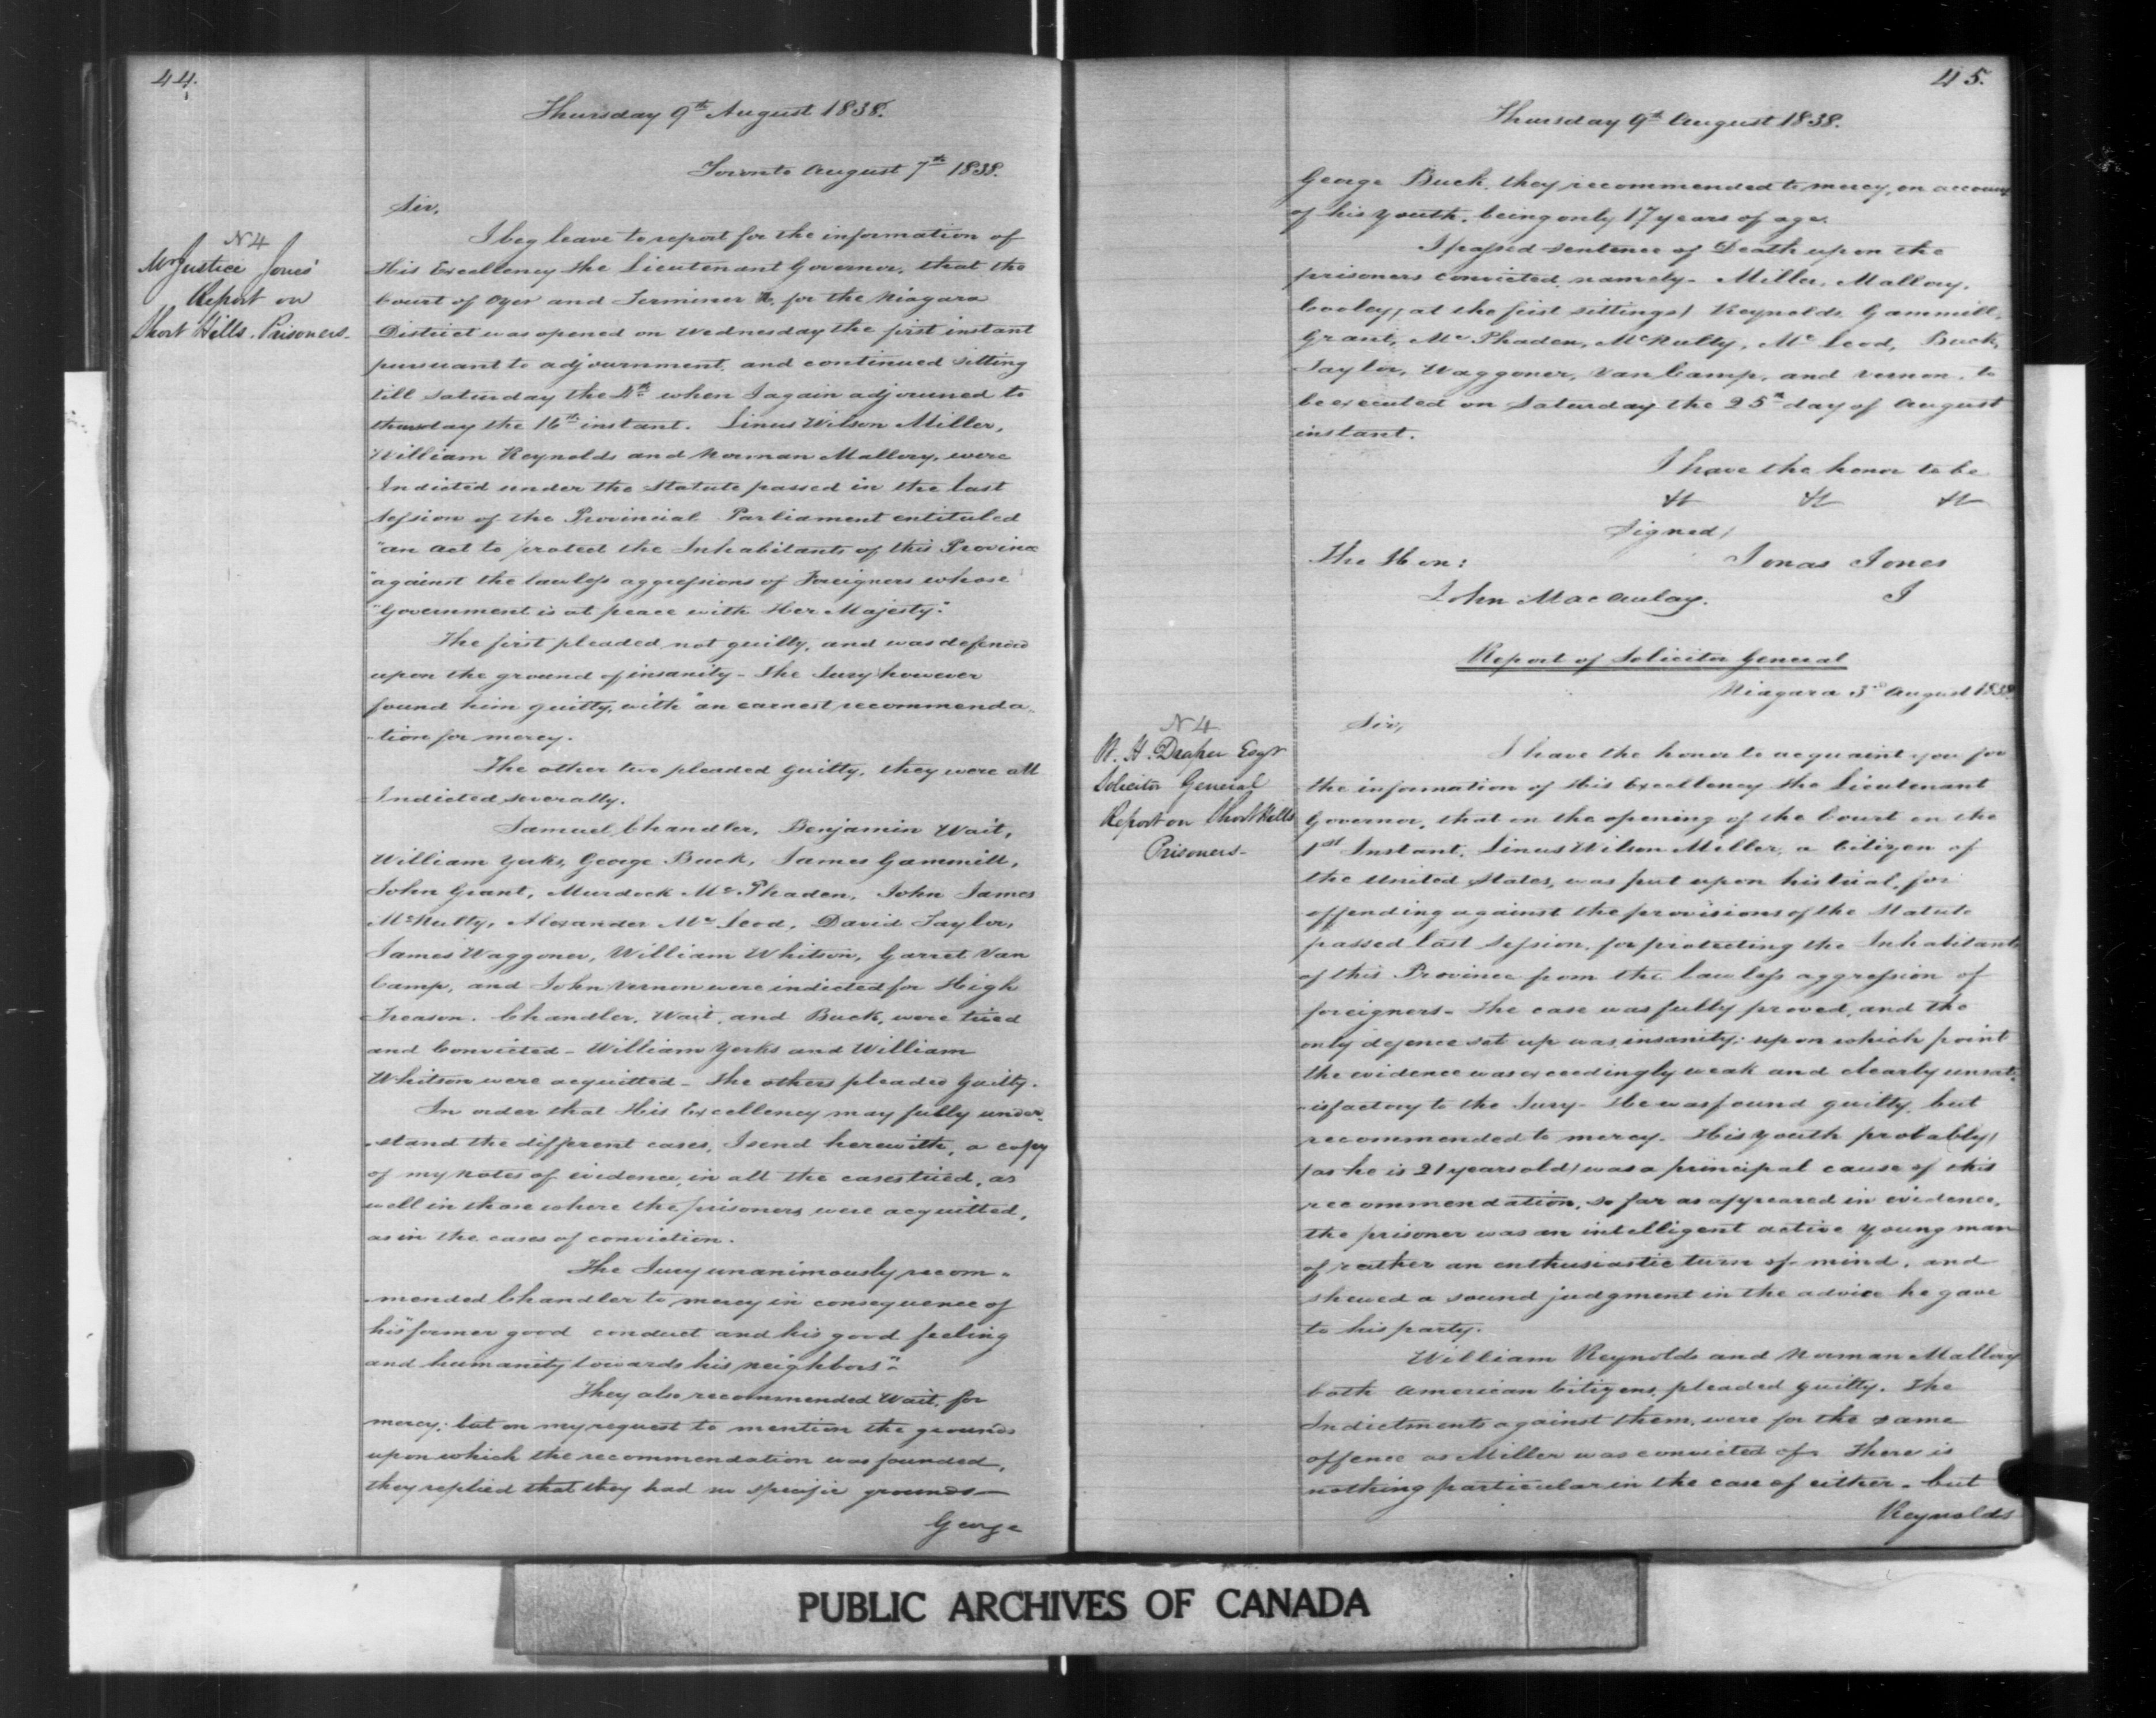 44.
Thursday 9th August 1838.
Toronto August 7th 1838.
N 4
Mr Justice Jones'
Report on
Short Hills Prisoners-
Sir,
I beg leave to report for the information of
His Excellency the Lieutenant Governor, that the
Court of Oyer and Terminer &c. for the Niagara
District was opened on Wednesday the first instant
pursuant to adjournment, and continued sitting
till Saturday the 4th when I again adjourned to
thursday the 16th instant. Linus Wilson Miller,
William Reynolds and Norman Mallory, were
Indicted under the Statute passed in the last
Session of the Provincial Parliament entituled
"an act to protect the Inhabitants of this Province
"against the lawless aggressions of Foreigners whose
"Government is at peace with Her Majesty."
The first pleaded not guilty, and was defended
upon the ground of insanity - The Jury however
found him guilty, with "an earnest recommenda-
-tion for mercy.
The other two pleaded guilty, they were all
Indicted severally.
Samuel Chandler, Benjamin Wait,
William Yerks, George Buck, James Gammill,
John Grant, Murdock Mc Phaden, John James
McNulty, Alexander Mc Leod, David Taylor,
James Waggoner, William Whitson, Garret Van
Camp, and John Vernon were indicted for High
Treason. Chandler, Wait, and Buck, were tried
and Convicted - William Yerks and William
Whitson were acquitted - The others pleaded Guilty.
In order that His Excellency may fully under-
-stand the different cases, I send herewith, a copy
of my notes of evidence, in all the cases tried, as
well in those where the prisoners were acquitted,
as in the cases of conviction.
The Jury unanimously recom-
-mended Chandler to mercy in consequence of
his "former good conduct and his good feeling
and humanity towards his neighbors".
They also recommended Wait, for
mercy; but on my request to mention the grounds
upon which the recommendation was founded,
they replied that they had no specific grounds—
George
45.
Thursday 9th August 1838.
George Buck, they recommended to mercy, on account
of his youth, being only 17 years of age.
I passed sentence of Death upon the
prisoners convicted, namely - Miller, Mallory,
Cooley, (at the first sittings) Reynolds, Gammill,
Grant, Mc Phaden, McNulty, Mc Leod, Buck,
Taylor, Waggoner, Van Camp, and Vernon, to
be executed on Saturday the 25th day of August
instant.
I have the honor to be
&c &c &c
Signed)
The Hon: Jonas Jones
John Macaulay. J
Report of Solicitor General
Niagara 3rd August 1838
N 4
W. H. Draper Esqr
Solicitor General
Report on Short Hills
Prisoners-
Sir,
I have the honor to acquaint you for
the information of His Excellency the Lieutenant
Governor, that on the opening of the Court on the
1st Instant, Linus Wilson Miller, a Citizen of
the United States, was put upon his trial, for
offending against the provisions of the Statute
passed last Session, for protecting the Inhabitants
of this Province from the lawless aggression of
foreigners - The case was fully proved, and the
only defence set up was insanity; upon which point
the evidence was exceedingly weak and clearly unsat-
-isfactory to the Jury - He was found guilty, but
recommended to mercy. His youth probably)
(as he is 21 years old) was a principal cause of this
recommendation, so far as appeared in evidence,
the prisoner was an intelligent active young man
of rather an enthusiastic turn of mind, and
shewed a sound judgment in the advice he gave
to his party.
William Reynolds and Norman Mallory
both American Citizens, pleaded guilty. The
Indictments against them, were for the same
offence as Miller was convicted of. There is
nothing particular in the case of either - but
Reynolds
PUBLIC ARCHIVES OF CANADA